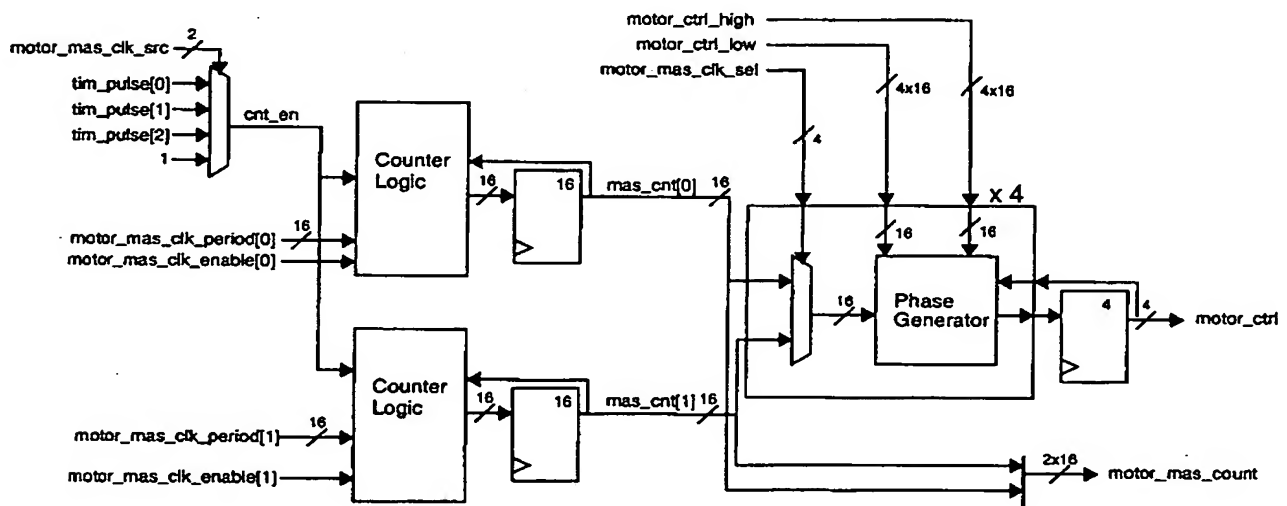 motor_mas_clk_src
2
tim_pulse[0]
tim_pulse[1]
tim_pulse[2]
1
cnt_en
motor_mas_clk_period[0]
16
motor_mas_clk_enable[0]
Counter
Logic
16
16
mas_cnt[0]
16
motor_ctrl_high
motor_ctrl_low
motor_mas_clk_sel
4
4x16
4x16
x 4
16
16
16
Phase
Generator
4
4
motor_ctrl
Counter
Logic
16
16
mas_cnt[1]
16
motor_mas_clk_period[1]
16
motor_mas_clk_enable[1]
2x16
motor_mas_count